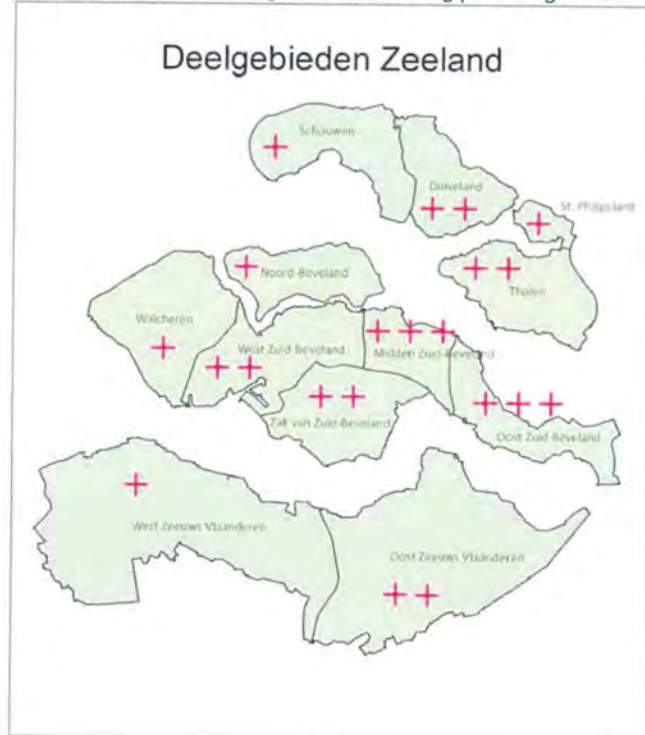 Deelgebieden Zeeland
Schouwen
Duiveland
St. Philipsland
Noord-Beveland
Tholen
Walcheren
West Zuid-Beveland
Midden Zuid-Beveland
Zak van Zuid-Beveland
Oost Zuid-Beveland
West Zeeuws Vlaanderen
Oost Zeeuws Vlaanderen